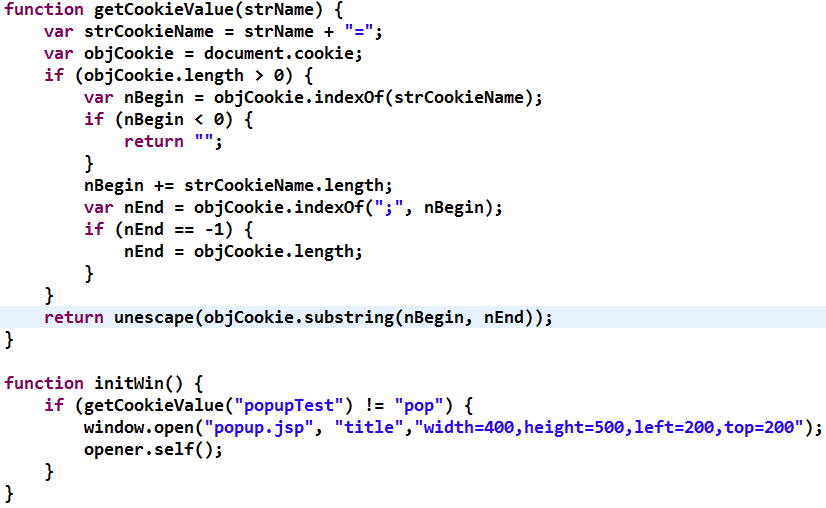 function getCookieValue(strName) {
    var strCookieName = strName + "=";
    var objCookie = document.cookie;
    if (objCookie.length > 0) {
        var nBegin = objCookie.indexOf(strCookieName);
        if (nBegin < 0) {
            return "";
        }
        nBegin += strCookieName.length;
        var nEnd = objCookie.indexOf(";", nBegin);
        if (nEnd == -1) {
            nEnd = objCookie.length;
        }
    }
    return unescape(objCookie.substring(nBegin, nEnd));
}

function initWin() {
    if (getCookieValue("popupTest") != "pop") {
        window.open("popup.jsp", "title","width=400,height=500,left=200,top=200");
        opener.self();
    }
}